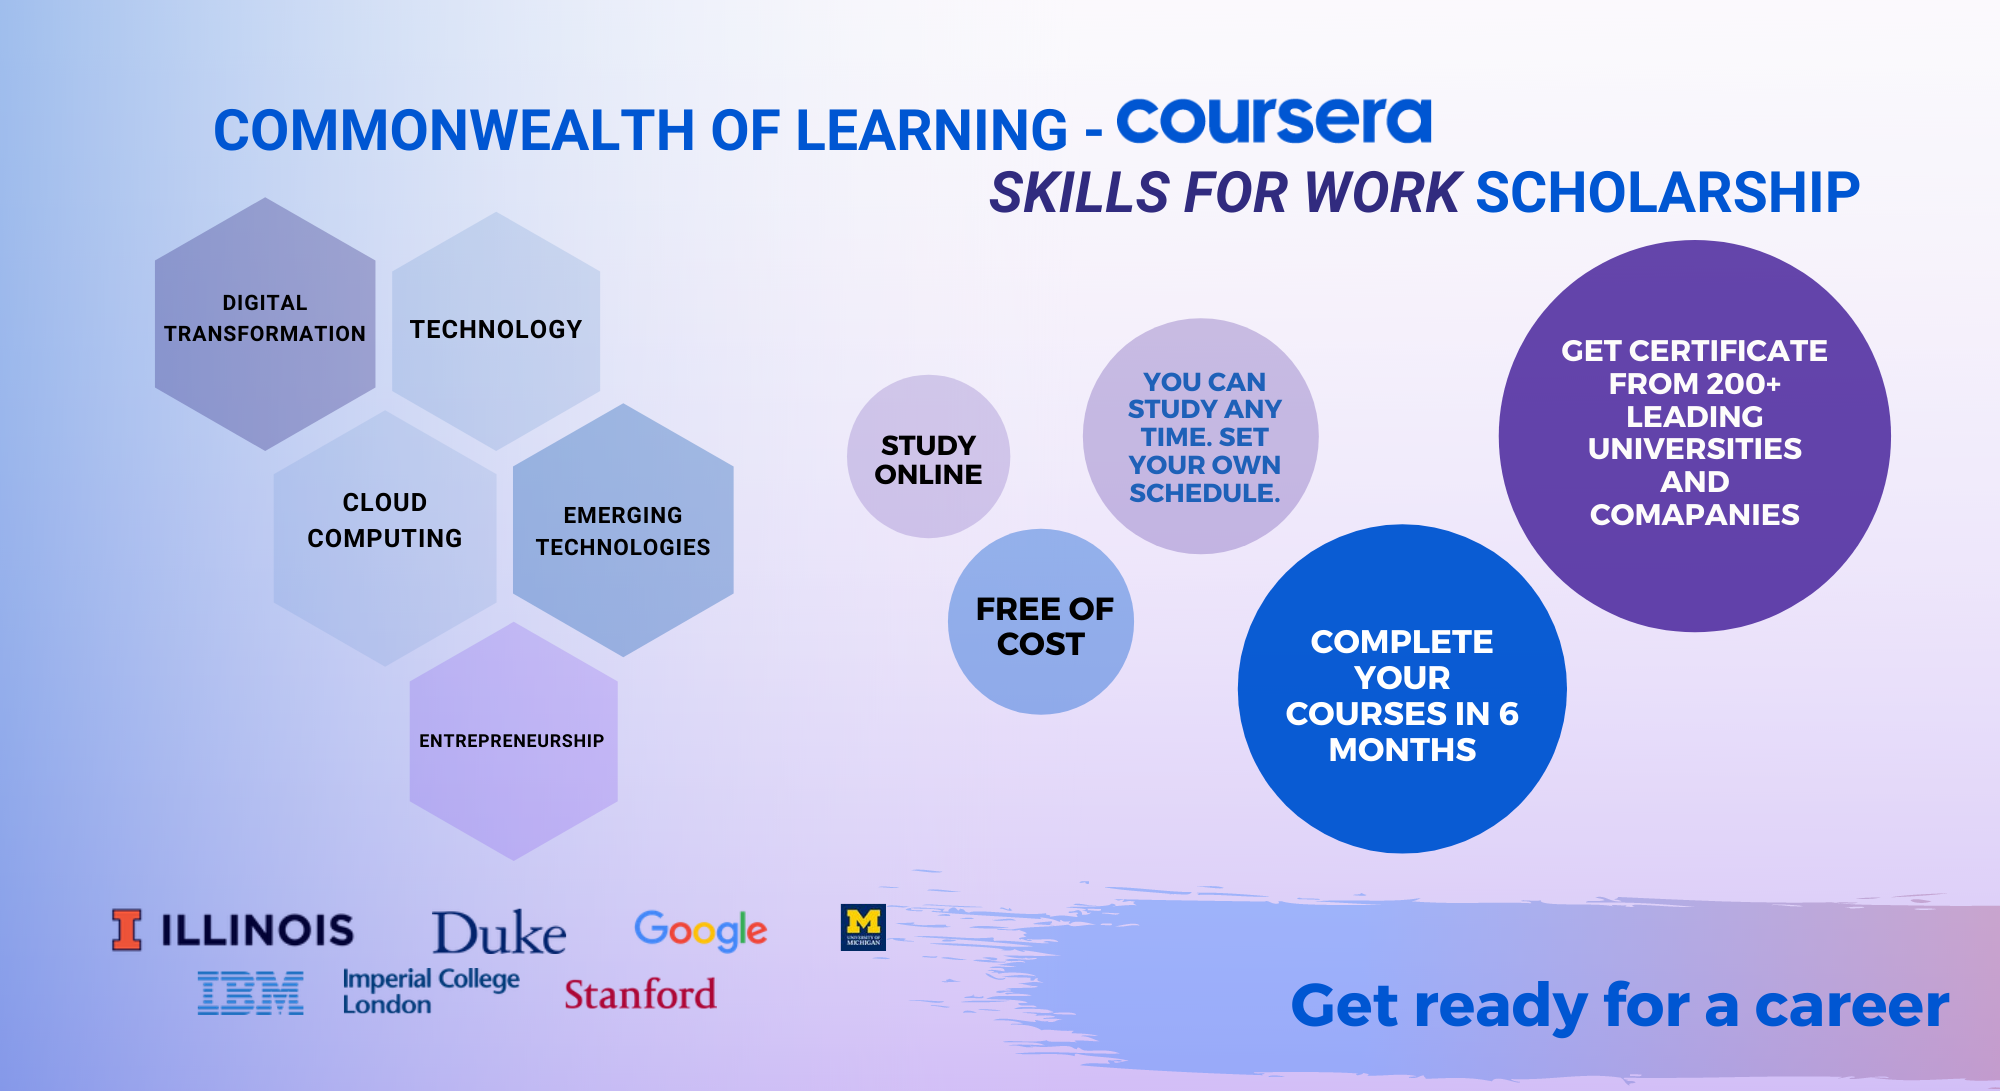 COMMONWEALTH OF LEARNING - coursera
SKILLS FOR WORK SCHOLARSHIP
DIGITAL
TRANSFORMATION
TECHNOLOGY
CLOUD
COMPUTING
EMERGING
TECHNOLOGIES
ENTREPRENEURSHIP
STUDY
ONLINE
YOU CAN
STUDY ANY
TIME. SET
YOUR OWN
SCHEDULE.
FREE OF
COST
COMPLETE
YOUR
COURSES IN 6
MONTHS
GET CERTIFICATE
FROM 200+
LEADING
UNIVERSITIES
AND
COMAPANIES
I ILLINOIS
Duke
Google
M
UNIVERSITY OF
MICHIGAN
IBM
Imperial College
London
Stanford
Get ready for a career